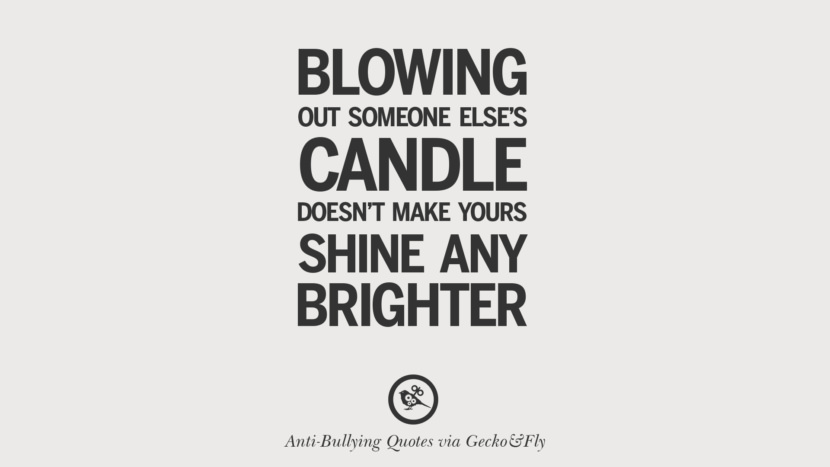 BLOWING
OUT SOMEONE ELSE'S
CANDLE
DOESN'T MAKE YOURS
SHINE ANY
BRIGHTER
Anti-Bullying Quotes via Gecko&Fly